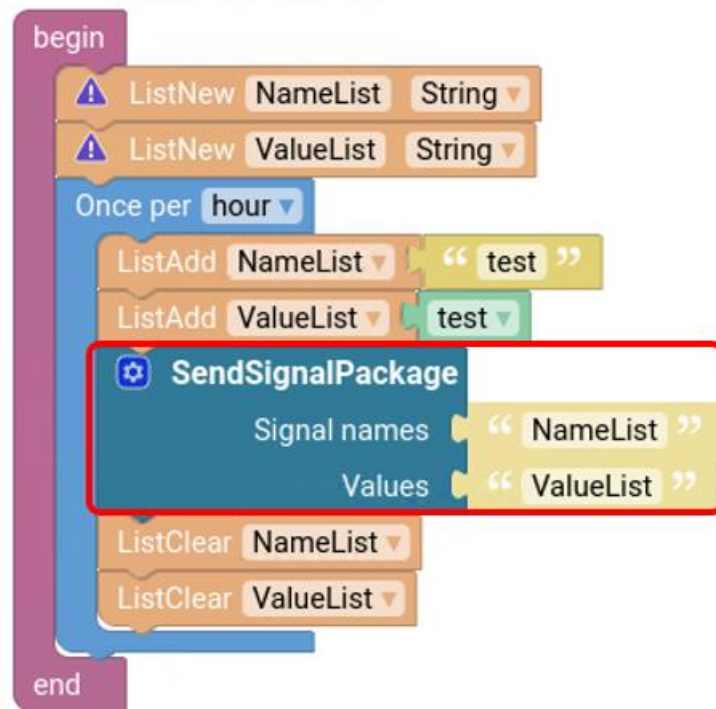 begin
ListNew NameList String
ListNew ValueList String
Once per hour
ListAdd NameList “ test ”
ListAdd ValueList test
SendSignalPackage
Signal names “ NameList ”
Values “ ValueList ”
ListClear NameList
ListClear ValueList
end